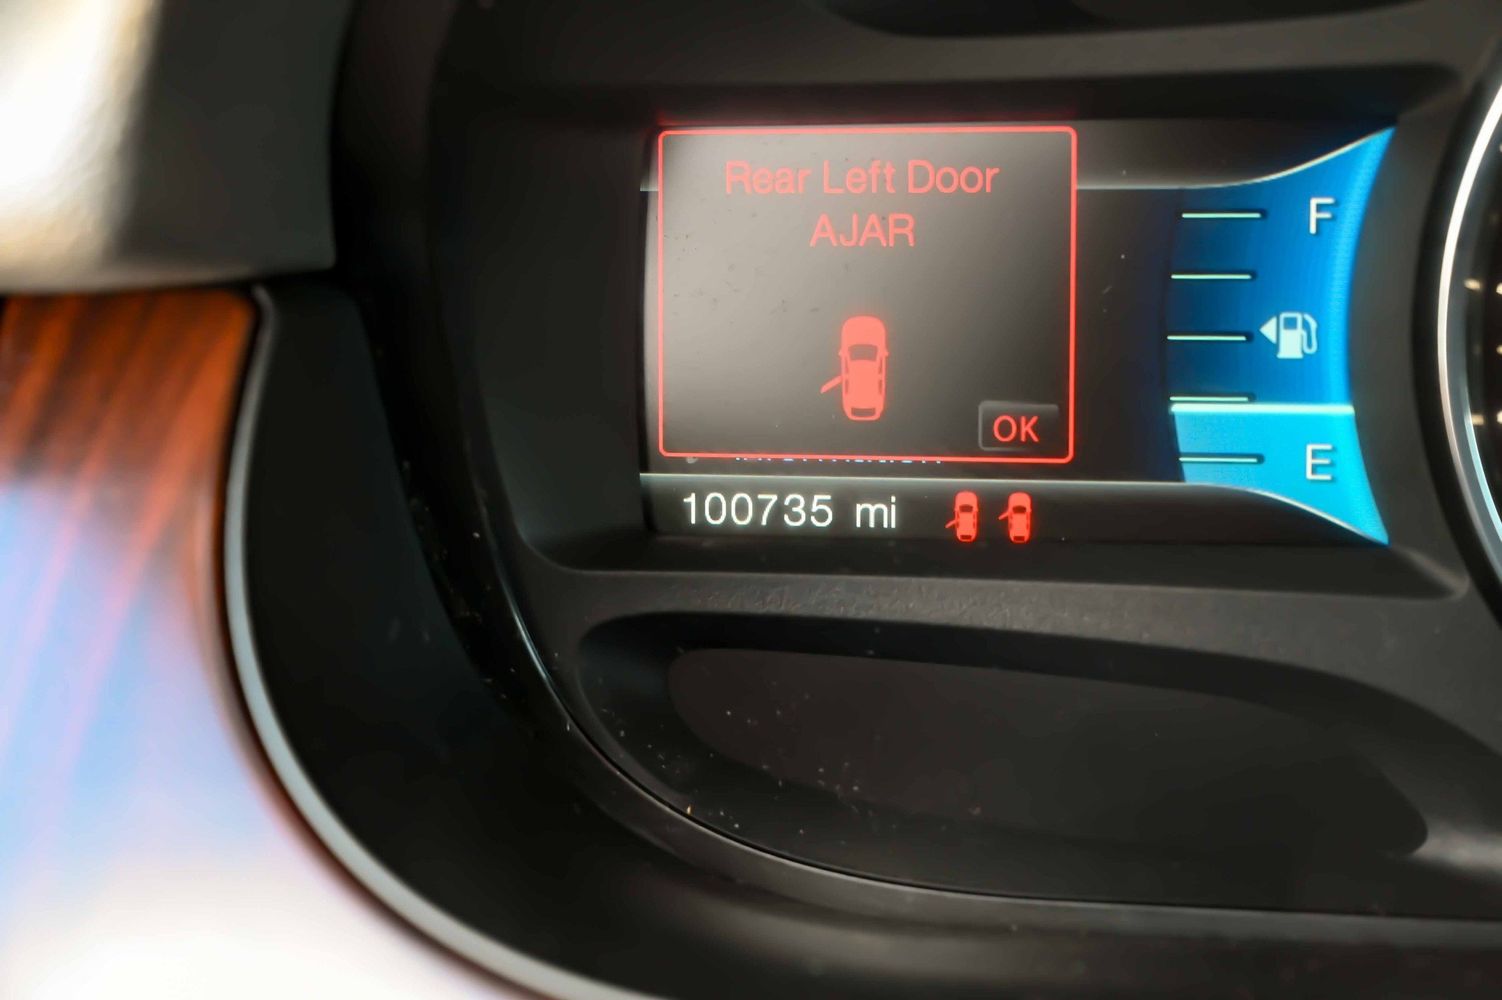 Rear Left Door
AJAR
OK
F
E
100735 mi